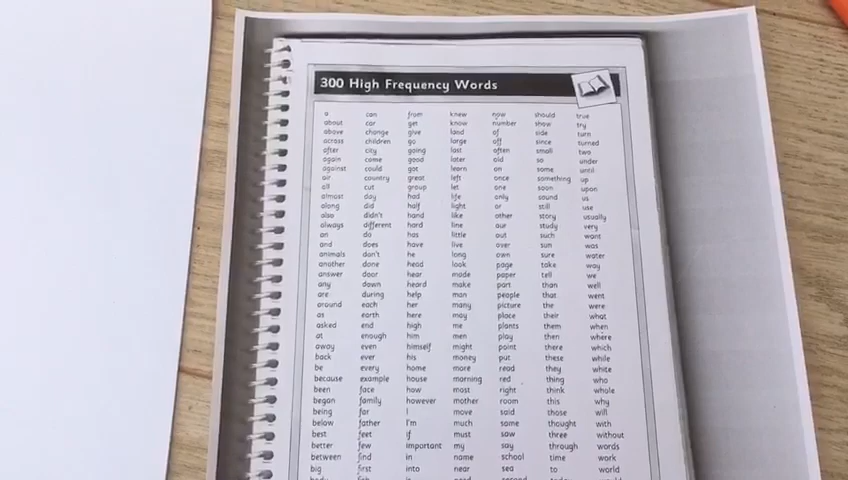 300 High Frequency Words
a can from knew now should true
about car get know number show try
above change give land of side turn
across children go large off since turned
after city going last often small two
again come good later old so under
against could got learn on some until
air country great left once something up
all cut group let one soon upon
almost day had life only sound us
along did half light or still use
also didn't hand like other story usually
always different hard line our study very
an do has little out such want
and does have live over sun was
animals don't he long own sure water
another done head look page take way
answer door hear made paper tell we
any down heard make part than well
are during help man people that went
around each her many picture the were
as earth here may place their what
asked end high me plants them when
at enough him men play then where
away even himself might point there which
back ever his money put these while
be every home more read they white
because example house morning red thing who
been face how most right think whole
began family however mother room this why
being far I move said those will
below father I'm much same thought with
best feet if must saw three without
better few important my say through words
between find in name school time work
big first into near sea to world